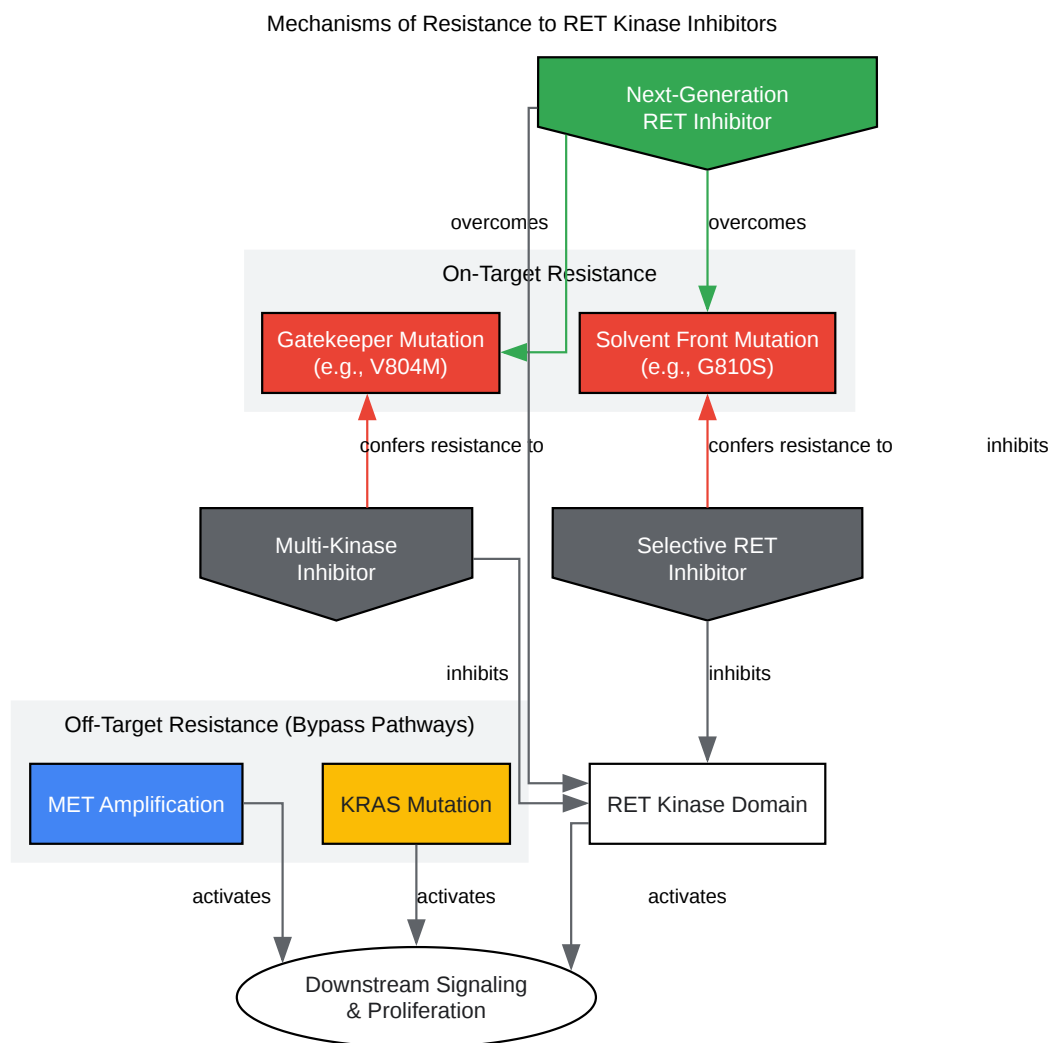 Mechanisms of Resistance to RET Kinase Inhibitors
Next-Generation
RET Inhibitor
overcomes
overcomes
On-Target Resistance
Gatekeeper Mutation
(e.g., V804M)
Solvent Front Mutation
(e.g., G810S)
confers resistance to
confers resistance to
inhibits
Multi-Kinase
Inhibitor
Selective RET
Inhibitor
inhibits
inhibits
Off-Target Resistance (Bypass Pathways)
MET Amplification
KRAS Mutation
RET Kinase Domain
activates
activates
activates
Downstream Signaling
& Proliferation